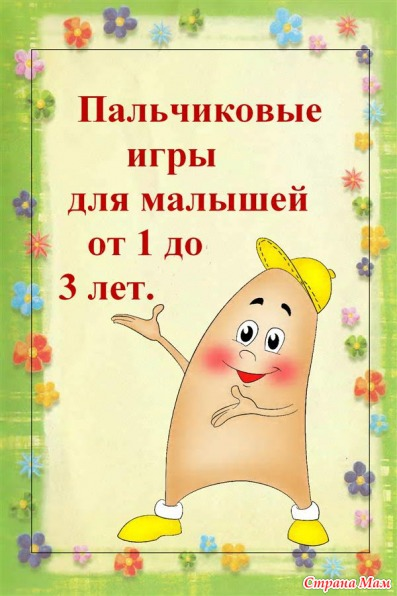 Пальчиковые
игры
для малышей
от 1 до
3 лет.
Страна Мам